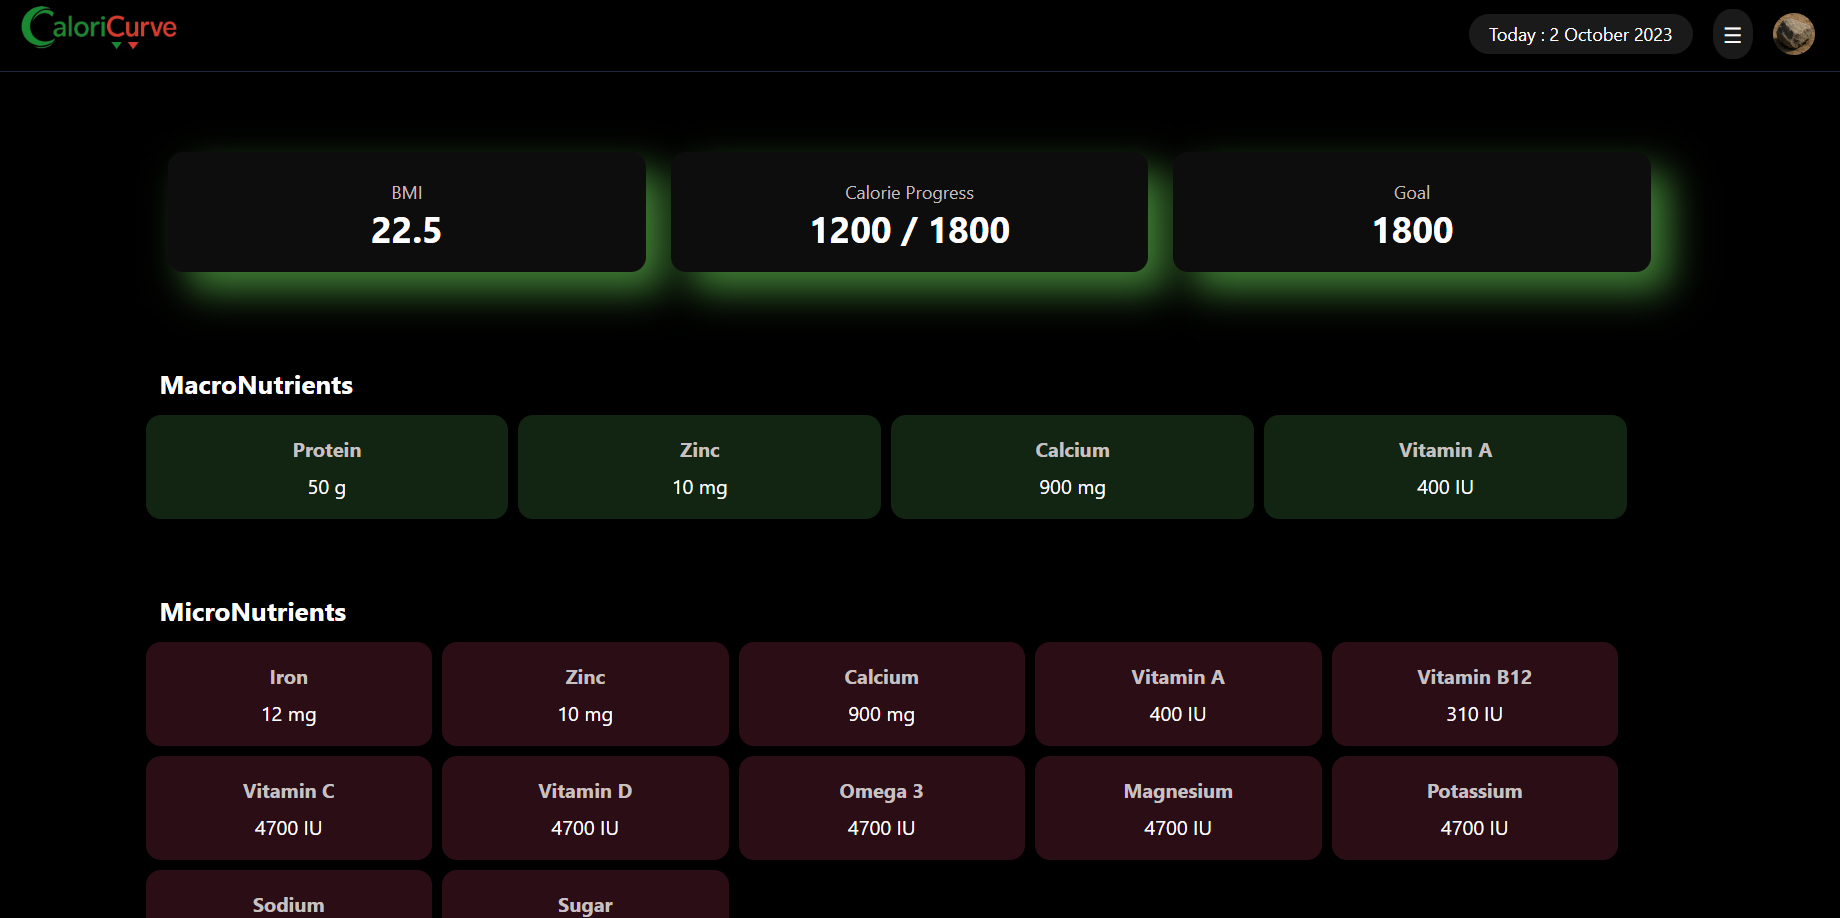 CaloriCurve
Today : 2 October 2023
BMI
22.5
Calorie Progress
1200 / 1800
Goal
1800
MacroNutrients
Protein
50 g
Zinc
10 mg
Calcium
900 mg
Vitamin A
400 IU
MicroNutrients
Iron
12 mg
Zinc
10 mg
Calcium
900 mg
Vitamin A
400 IU
Vitamin B12
310 IU
Vitamin C
4700 IU
Vitamin D
4700 IU
Omega 3
4700 IU
Magnesium
4700 IU
Potassium
4700 IU
Sodium
Sugar